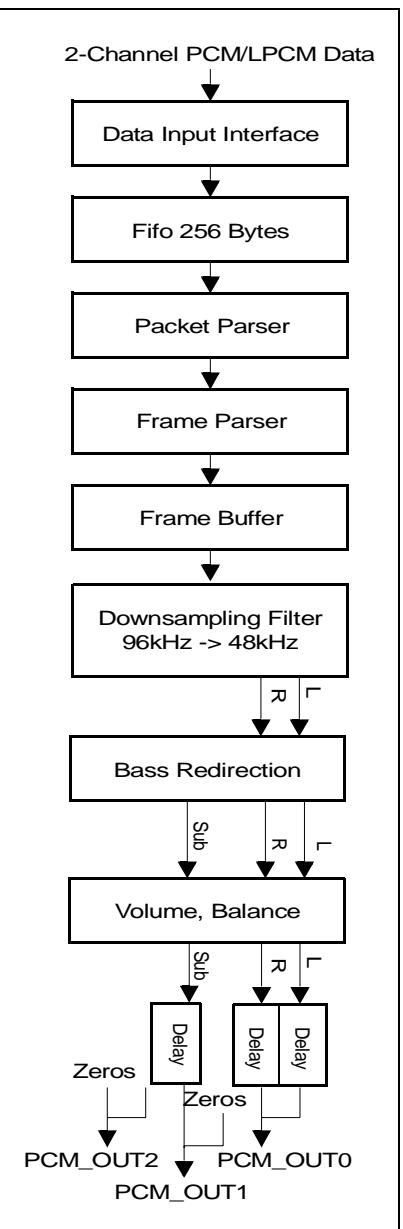 2-Channel PCM/LPCM Data
Data Input Interface
Fifo 256 Bytes
Packet Parser
Frame Parser
Frame Buffer
Downsampling Filter
96kHz -> 48kHz
R
L
Bass Redirection
Sub
R
L
Volume, Balance
Sub
R
L
Delay
Delay
Delay
Zeros
Zeros
PCM_OUT2
PCM_OUT0
PCM_OUT1